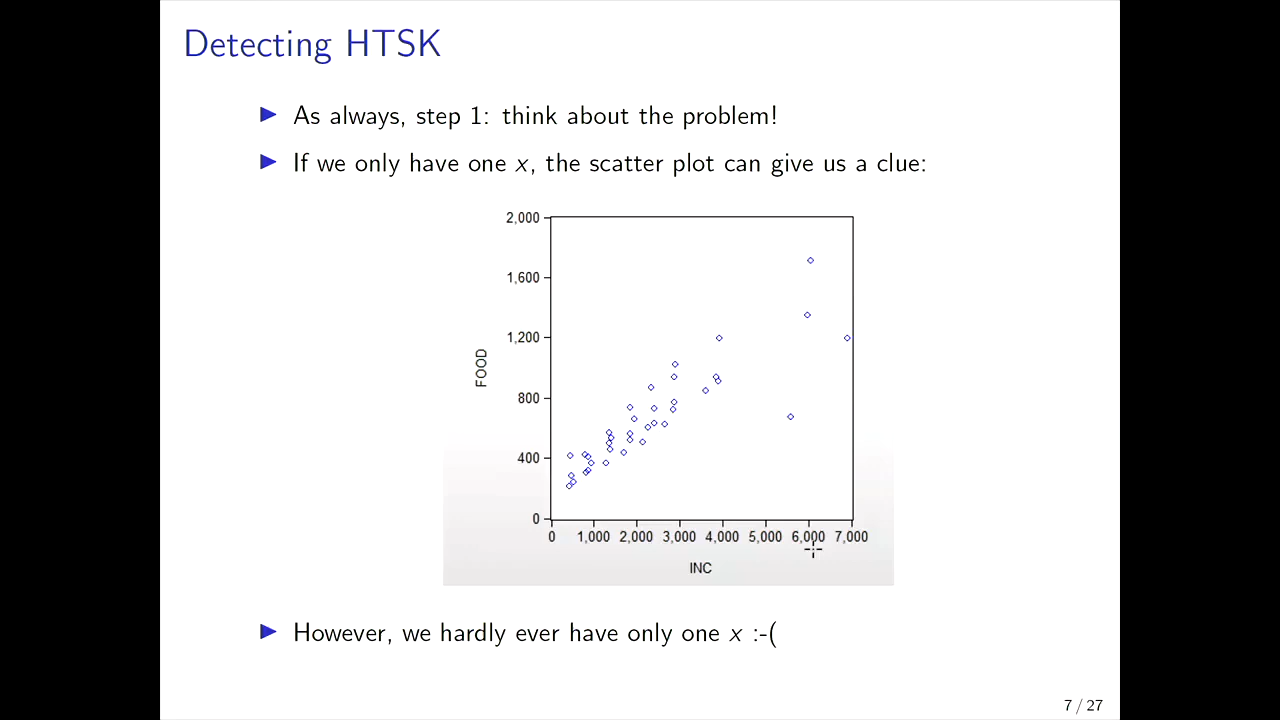 Detecting HTSK
▶ As always, step 1: think about the problem!
▶ If we only have one x, the scatter plot can give us a clue:
2,000
1,600
1,200
800
400
0
FOOD
0 1,000 2,000 3,000 4,000 5,000 6,000 7,000
INC
▶ However, we hardly ever have only one x :-(
7 / 27